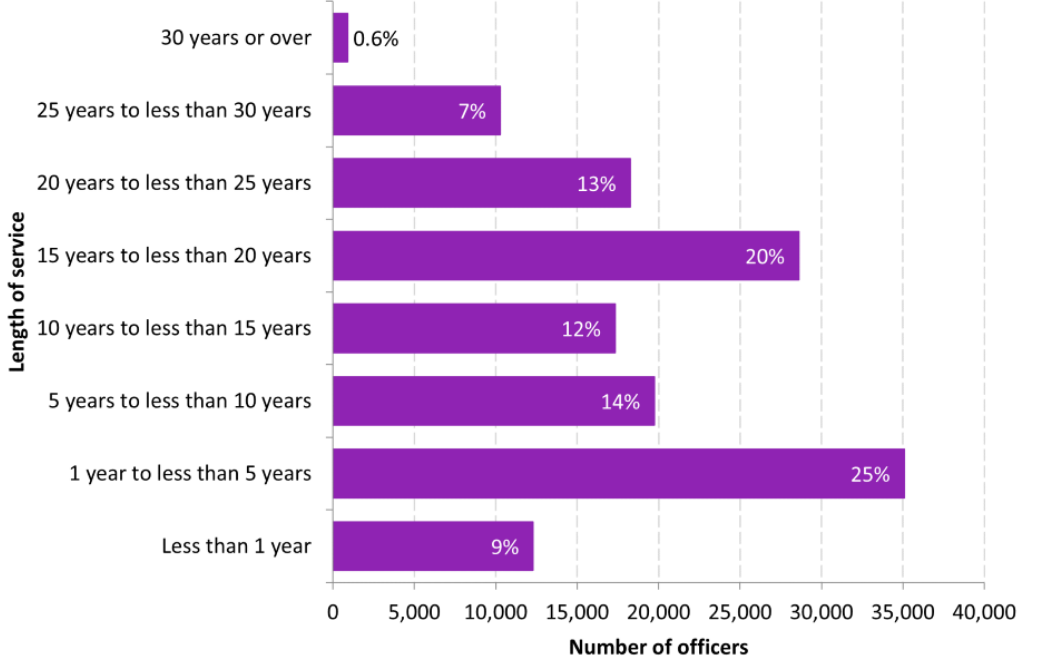 30 years or over 0.6%
25 years to less than 30 years 7%
20 years to less than 25 years 13%
15 years to less than 20 years 20%
10 years to less than 15 years 12%
5 years to less than 10 years 14%
1 year to less than 5 years 25%
Less than 1 year 9%
Length of service
0 5,000 10,000 15,000 20,000 25,000 30,000 35,000 40,000
Number of officers